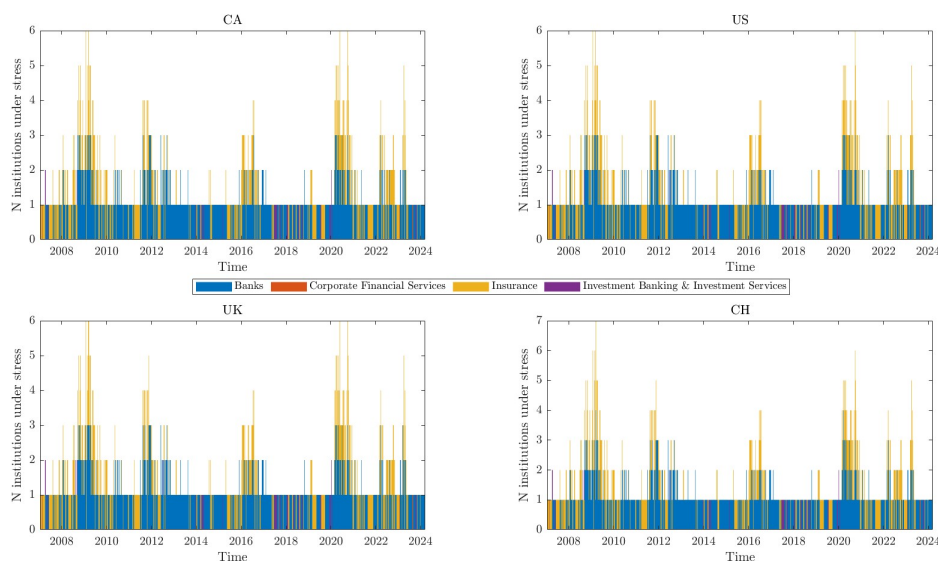 CA
US
6
5
4
3
2
1
0
N institutions under stress
2008 2010 2012 2014 2016 2018 2020 2022 2024
Time
6
5
4
3
2
1
0
N institutions under stress
2008 2010 2012 2014 2016 2018 2020 2022 2024
Time
Banks Corporate Financial Services Insurance Investment Banking & Investment Services
UK
CH
6
5
4
3
2
1
0
N institutions under stress
2008 2010 2012 2014 2016 2018 2020 2022 2024
Time
7
6
5
4
3
2
1
0
N institutions under stress
2008 2010 2012 2014 2016 2018 2020 2022 2024
Time